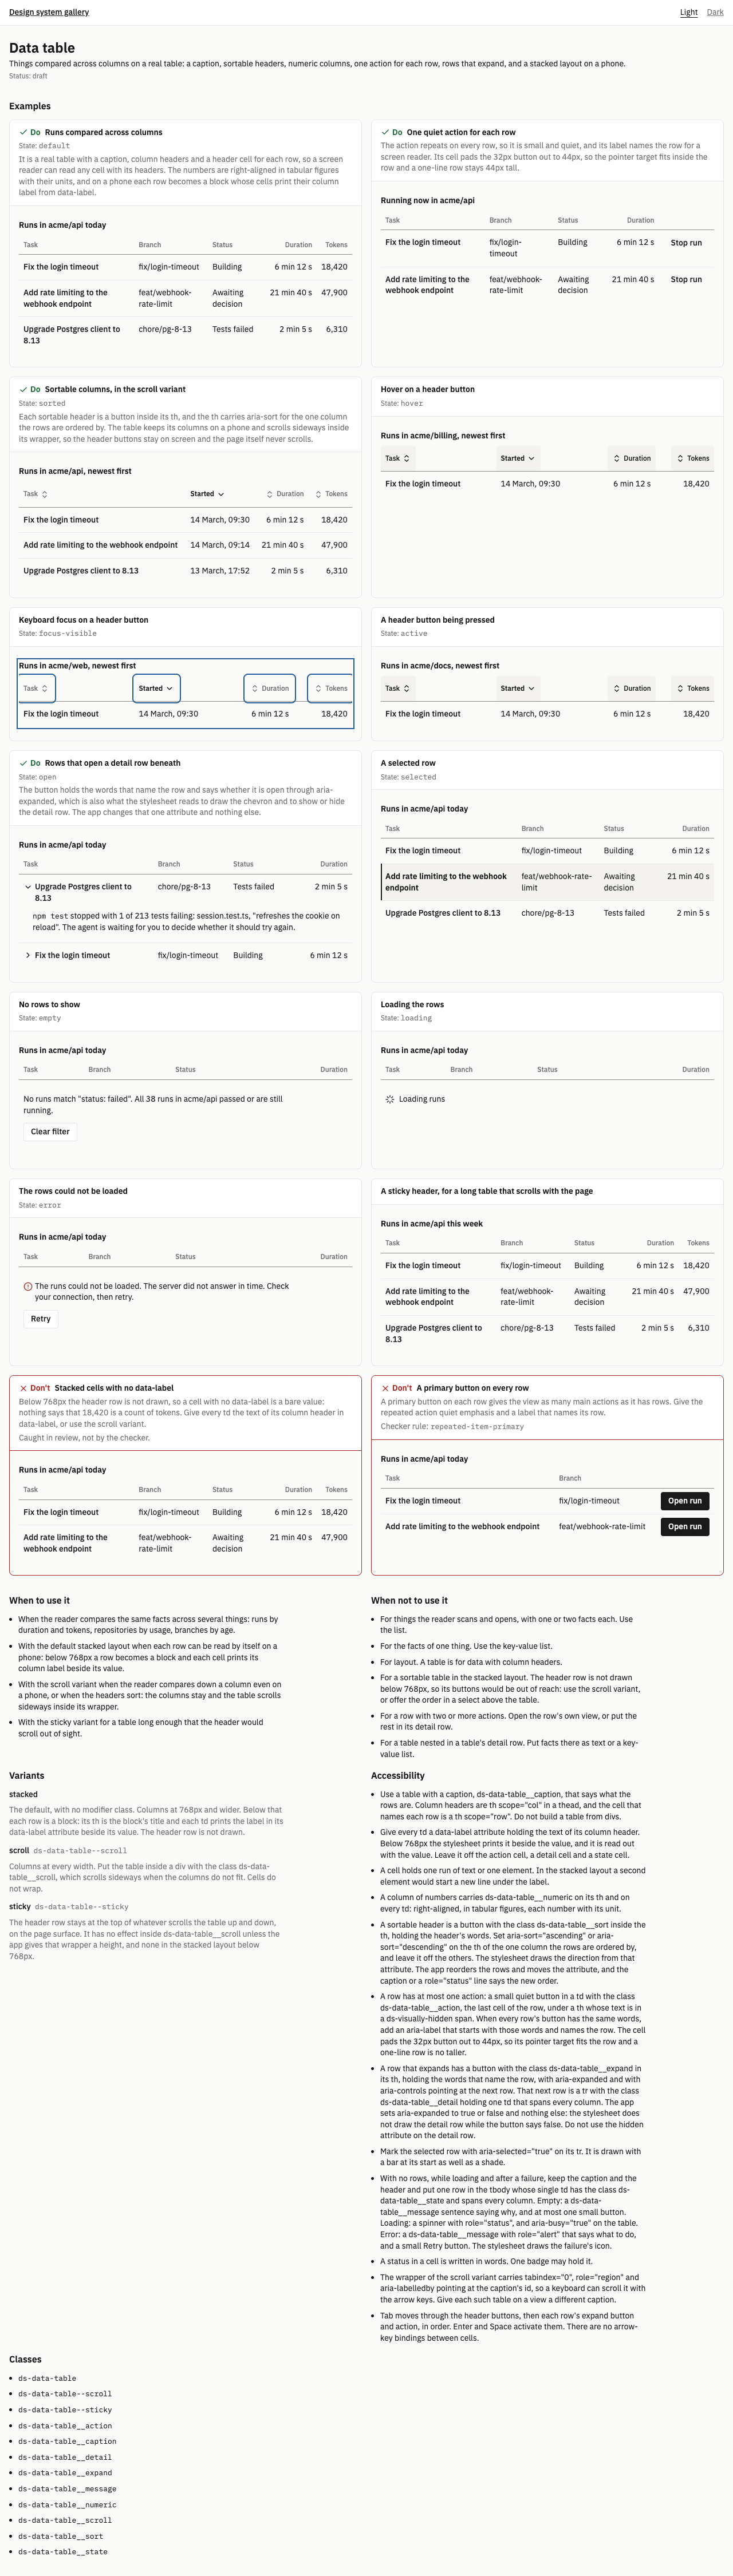 Design system gallery
Light Dark
Data table
Things compared across columns on a real table: a caption, sortable headers, numeric columns, one action for each row, rows that expand, and a stacked layout on a phone.
Status: draft
Examples
Do Runs compared across columns
State: default
It is a real table with a caption, column headers and a header cell for each row, so a screen
reader can read any cell with its headers. The numbers are right-aligned in tabular figures
with their units, and on a phone each row becomes a block whose cells print their column
label from data-label.
Runs in acme/api today
Task Branch Status Duration Tokens
Fix the login timeout fix/login-timeout Building 6 min 12 s 18,420
Add rate limiting to the feat/webhook- Awaiting 21 min 40 s 47,900
webhook endpoint rate-limit decision
Upgrade Postgres client to chore/pg-8-13 Tests failed 2 min 5 s 6,310
8.13
Do One quiet action for each row
The action repeats on every row, so it is small and quiet, and its label names the row for a
screen reader. Its cell pads the 32px button out to 44px, so the pointer target fits inside the
row and a one-line row stays 44px tall.
Running now in acme/api
Task Branch Status Duration
Fix the login timeout fix/login- Building 6 min 12 s Stop run
timeout
Add rate limiting to the feat/webhook- Awaiting 21 min 40 s Stop run
webhook endpoint rate-limit decision
Do Sortable columns, in the scroll variant
State: sorted
Each sortable header is a button inside its th, and the th carries aria-sort for the one column
the rows are ordered by. The table keeps its columns on a phone and scrolls sideways inside
its wrapper, so the header buttons stay on screen and the page itself never scrolls.
Runs in acme/api, newest first
Task Started Duration Tokens
Fix the login timeout 14 March, 09:30 6 min 12 s 18,420
Add rate limiting to the webhook endpoint 14 March, 09:14 21 min 40 s 47,900
Upgrade Postgres client to 8.13 13 March, 17:52 2 min 5 s 6,310
Hover on a header button
State: hover
Runs in acme/billing, newest first
Task Started Duration Tokens
Fix the login timeout 14 March, 09:30 6 min 12 s 18,420
Keyboard focus on a header button
State: focus-visible
Runs in acme/web, newest first
Task Started Duration Tokens
Fix the login timeout 14 March, 09:30 6 min 12 s 18,420
A header button being pressed
State: active
Runs in acme/docs, newest first
Task Started Duration Tokens
Fix the login timeout 14 March, 09:30 6 min 12 s 18,420
Do Rows that open a detail row beneath
State: open
The button holds the words that name the row and says whether it is open through aria-
expanded, which is also what the stylesheet reads to draw the chevron and to show or hide
the detail row. The app changes that one attribute and nothing else.
Runs in acme/api today
Task Branch Status Duration
Upgrade Postgres client to chore/pg-8-13 Tests failed 2 min 5 s
8.13
npm test stopped with 1 of 213 tests failing: session.test.ts, "refreshes the cookie on
reload". The agent is waiting for you to decide whether it should try again.
Fix the login timeout fix/login-timeout Building 6 min 12 s
A selected row
State: selected
Runs in acme/api today
Task Branch Status Duration
Fix the login timeout fix/login-timeout Building 6 min 12 s
Add rate limiting to the webhook feat/webhook-rate- Awaiting 21 min 40 s
endpoint limit decision
Upgrade Postgres client to 8.13 chore/pg-8-13 Tests failed 2 min 5 s
No rows to show
State: empty
Runs in acme/api today
Task Branch Status Duration
No runs match "status: failed". All 38 runs in acme/api passed or are still
running.
Clear filter
Loading the rows
State: loading
Runs in acme/api today
Task Branch Status Duration
Loading runs
The rows could not be loaded
State: error
Runs in acme/api today
Task Branch Status Duration
The runs could not be loaded. The server did not answer in time. Check
your connection, then retry.
Retry
A sticky header, for a long table that scrolls with the page
Runs in acme/api this week
Task Branch Status Duration Tokens
Fix the login timeout fix/login-timeout Building 6 min 12 s 18,420
Add rate limiting to the feat/webhook- Awaiting 21 min 40 s 47,900
webhook endpoint rate-limit decision
Upgrade Postgres client to chore/pg-8-13 Tests failed 2 min 5 s 6,310
8.13
Don't Stacked cells with no data-label
Below 768px the header row is not drawn, so a cell with no data-label is a bare value:
nothing says that 18,420 is a count of tokens. Give every td the text of its column header in
data-label, or use the scroll variant.
Caught in review, not by the checker.
Runs in acme/api today
Task Branch Status Duration Tokens
Fix the login timeout fix/login-timeout Building 6 min 12 s 18,420
Add rate limiting to the feat/webhook- Awaiting 21 min 40 s 47,900
webhook endpoint rate-limit decision
Don't A primary button on every row
A primary button on each row gives the view as many main actions as it has rows. Give the
repeated action quiet emphasis and a label that names its row.
Checker rule: repeated-item-primary
Runs in acme/api today
Task Branch
Fix the login timeout fix/login-timeout Open run
Add rate limiting to the webhook endpoint feat/webhook-rate-limit Open run
When to use it
When the reader compares the same facts across several things: runs by
duration and tokens, repositories by usage, branches by age.
With the default stacked layout when each row can be read by itself on a
phone: below 768px a row becomes a block and each cell prints its
column label beside its value.
With the scroll variant when the reader compares down a column even on
a phone, or when the headers sort: the columns stay and the table scrolls
sideways inside its wrapper.
With the sticky variant for a table long enough that the header would
scroll out of sight.
When not to use it
For things the reader scans and opens, with one or two facts each. Use
the list.
For the facts of one thing. Use the key-value list.
For layout. A table is for data with column headers.
For a sortable table in the stacked layout. The header row is not drawn
below 768px, so its buttons would be out of reach: use the scroll variant,
or offer the order in a select above the table.
For a row with two or more actions. Open the row's own view, or put the
rest in its detail row.
For a table nested in a table's detail row. Put facts there as text or a key-
value list.
Variants
stacked
The default, with no modifier class. Columns at 768px and wider. Below that
each row is a block: its th is the block's title and each td prints the label in its
data-label attribute beside its value. The header row is not drawn.
scroll ds-data-table--scroll
Columns at every width. Put the table inside a div with the class ds-data-
table__scroll, which scrolls sideways when the columns do not fit. Cells do
not wrap.
sticky ds-data-table--sticky
The header row stays at the top of whatever scrolls the table up and down,
on the page surface. It has no effect inside ds-data-table__scroll unless the
app gives that wrapper a height, and none in the stacked layout below
768px.
Accessibility
Use a table with a caption, ds-data-table__caption, that says what the
rows are. Column headers are th scope="col" in a thead, and the cell that
names each row is a th scope="row". Do not build a table from divs.
Give every td a data-label attribute holding the text of its column header.
Below 768px the stylesheet prints it beside the value, and it is read out
with the value. Leave it off the action cell, a detail cell and a state cell.
A cell holds one run of text or one element. In the stacked layout a second
element would start a new line under the label.
A column of numbers carries ds-data-table__numeric on its th and on
every td: right-aligned, in tabular figures, each number with its unit.
A sortable header is a button with the class ds-data-table__sort inside the
th, holding the header's words. Set aria-sort="ascending" or aria-
sort="descending" on the th of the one column the rows are ordered by,
and leave it off the others. The stylesheet draws the direction from that
attribute. The app reorders the rows and moves the attribute, and the
caption or a role="status" line says the new order.
A row has at most one action: a small quiet button in a td with the class
ds-data-table__action, the last cell of the row, under a th whose text is in
a ds-visually-hidden span. When every row's button has the same words,
add an aria-label that starts with those words and names the row. The cell
pads the 32px button out to 44px, so its pointer target fits the row and a
one-line row is no taller.
A row that expands has a button with the class ds-data-table__expand in
its th, holding the words that name the row, with aria-expanded and with
aria-controls pointing at the next row. That next row is a tr with the class
ds-data-table__detail holding one td that spans every column. The app
sets aria-expanded to true or false and nothing else: the stylesheet does
not draw the detail row while the button says false. Do not use the hidden
attribute on the detail row.
Mark the selected row with aria-selected="true" on its tr. It is drawn with
a bar at its start as well as a shade.
With no rows, while loading and after a failure, keep the caption and the
header and put one row in the tbody whose single td has the class ds-
data-table__state and spans every column. Empty: a ds-data-
table__message sentence saying why, and at most one small button.
Loading: a spinner with role="status", and aria-busy="true" on the table.
Error: a ds-data-table__message with role="alert" that says what to do,
and a small Retry button. The stylesheet draws the failure's icon.
A status in a cell is written in words. One badge may hold it.
The wrapper of the scroll variant carries tabindex="0", role="region" and
aria-labelledby pointing at the caption's id, so a keyboard can scroll it with
the arrow keys. Give each such table on a view a different caption.
Tab moves through the header buttons, then each row's expand button
and action, in order. Enter and Space activate them. There are no arrow-
key bindings between cells.
Classes
ds-data-table
ds-data-table--scroll
ds-data-table--sticky
ds-data-table__action
ds-data-table__caption
ds-data-table__detail
ds-data-table__expand
ds-data-table__message
ds-data-table__numeric
ds-data-table__scroll
ds-data-table__sort
ds-data-table__state